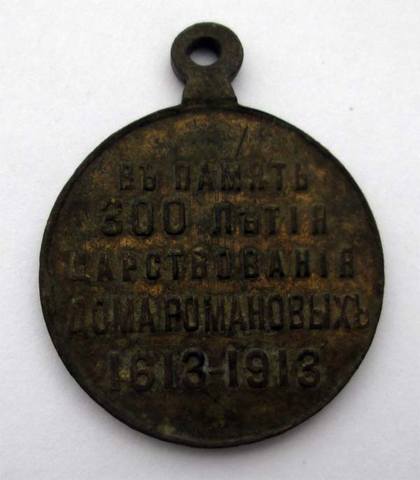 ВЪ ПАМЯТЬ
300 ЛѢТІЯ
ЦАРСТВОВАНІЯ
ДОМА РОМАНОВЫХЪ
1613-1913